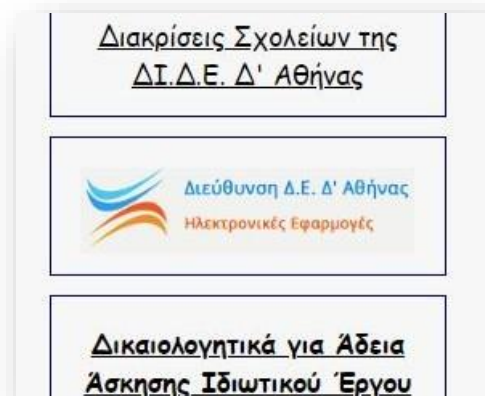 Διακρίσεις Σχολείων της
ΔΙ.Δ.Ε. Δ' Αθήνας
Διεύθυνση Δ.Ε. Δ' Αθήνας
Ηλεκτρονικές Εφαρμογές
Δικαιολογητικά για Άδεια
Άσκησης Ιδιωτικού Έργου